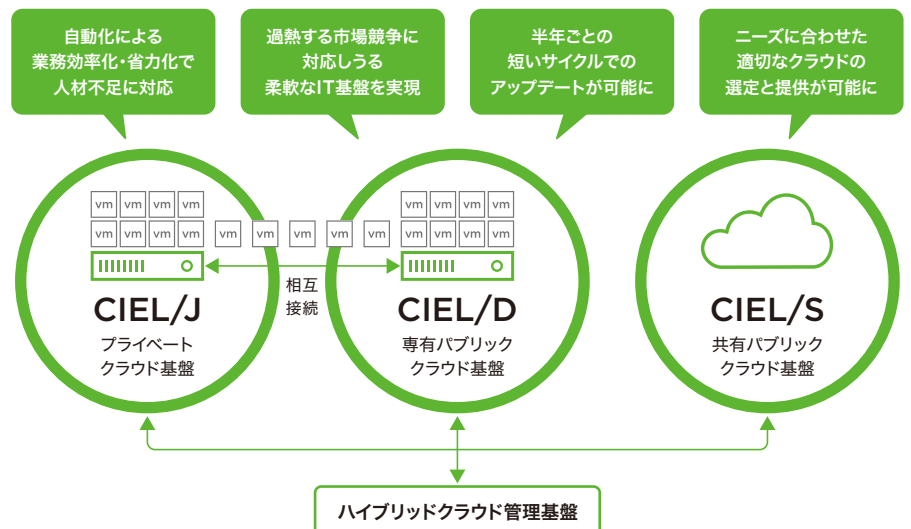 自動化による
業務効率化・省力化で
人材不足に対応
過熱する市場競争に
対応しうる
柔軟なIT基盤を実現
半年ごとの
短いサイクルでの
アップデートが可能に
ニーズに合わせた
適切なクラウドの
選定と提供が可能に
vm vm vm vm
vm vm vm vm
vm vm vm vm vm
vm vm vm vm
vm vm vm vm
相互
接続
CIEL/J
プライベート
クラウド基盤
CIEL/D
専有パブリック
クラウド基盤
CIEL/S
共有パブリック
クラウド基盤
ハイブリッドクラウド管理基盤